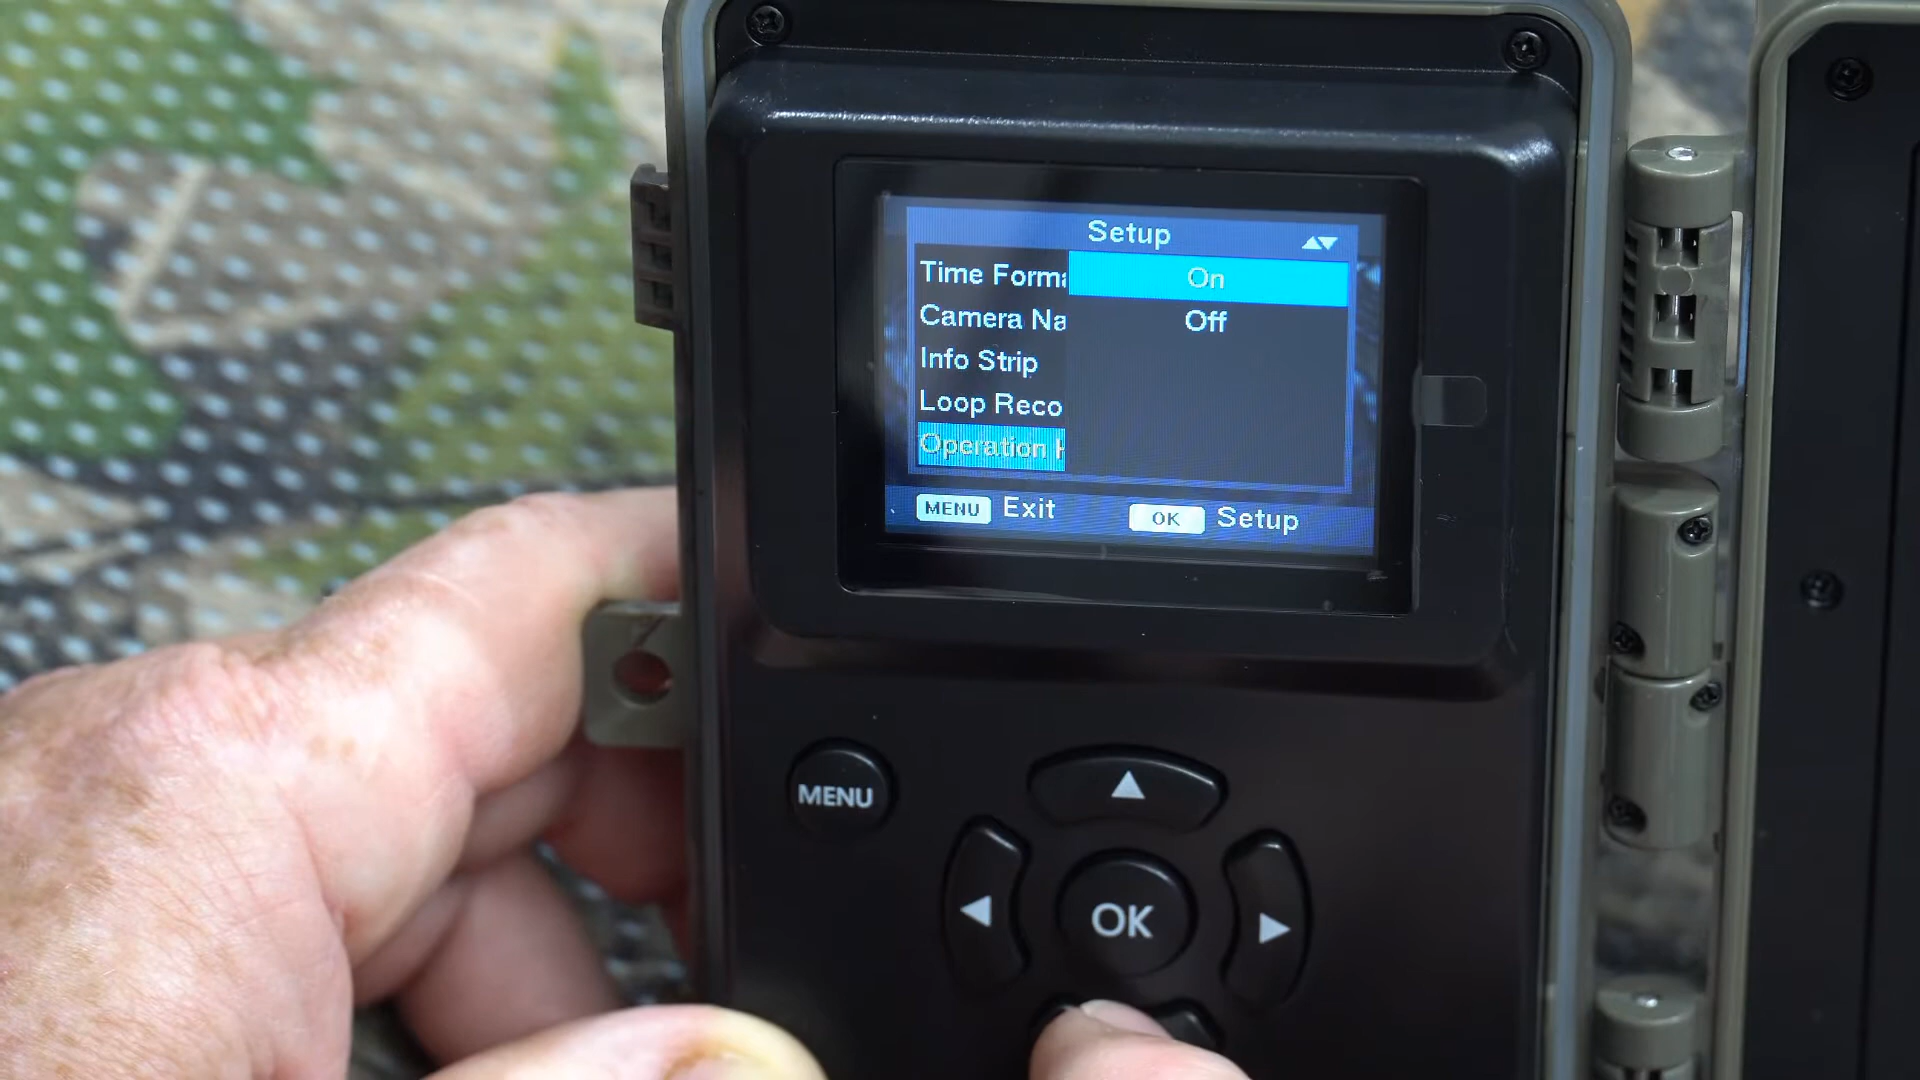 Setup
Time Forma
On
Camera Na
Off
Info Strip
Loop Reco
Operation H
MENU Exit
OK Setup
MENU
OK